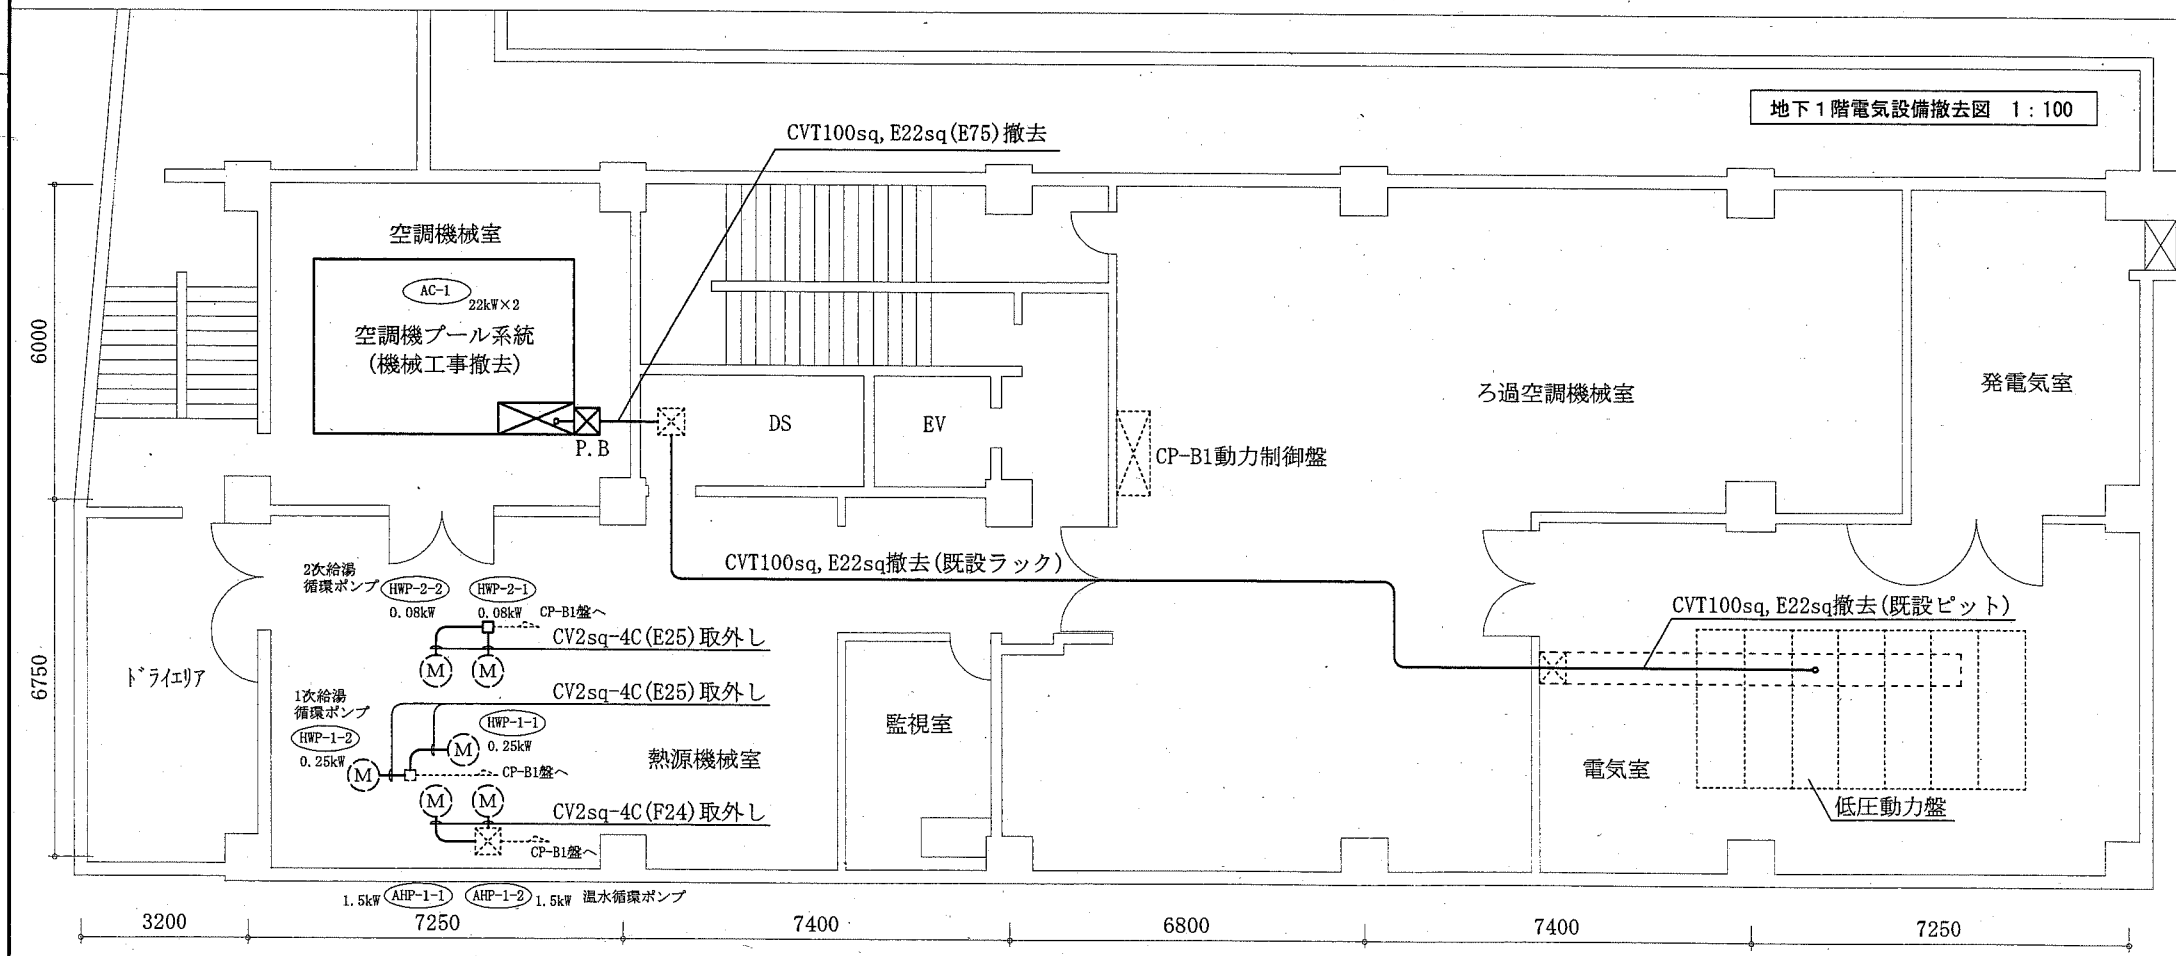 地下1階電気設備撤去図 1:100
CVT100sq,E22sq(E75)撤去
空調機械室
AC-1
22kW×2
空調機プール系統
(機械工事撤去)
P.B
DS
EV
CP-B1動力制御盤
ろ過空調機械室
発電気室
6000
CVT100sq,E22sq撤去(既設ラック)
2次給湯
循環ポンプ
HWP-2-2
HWP-2-1
0.08kW
0.08kW
CP-B1盤へ
CV2sq-4C(E25)取外し
M
M
CVT100sq,E22sq撤去(既設ピット)
ドライエリア
6750
CV2sq-4C(E25)取外し
1次給湯
循環ポンプ
HWP-1-2
0.25kW
HWP-1-1
0.25kW
M
M
CP-B1盤へ
熱源機械室
監視室
電気室
低圧動力盤
M
M
CV2sq-4C(F24)取外し
CP-B1盤へ
1.5kW
AHP-1-1
AHP-1-2
1.5kW
温水循環ポンプ
3200
7250
7400
6800
7400
7250